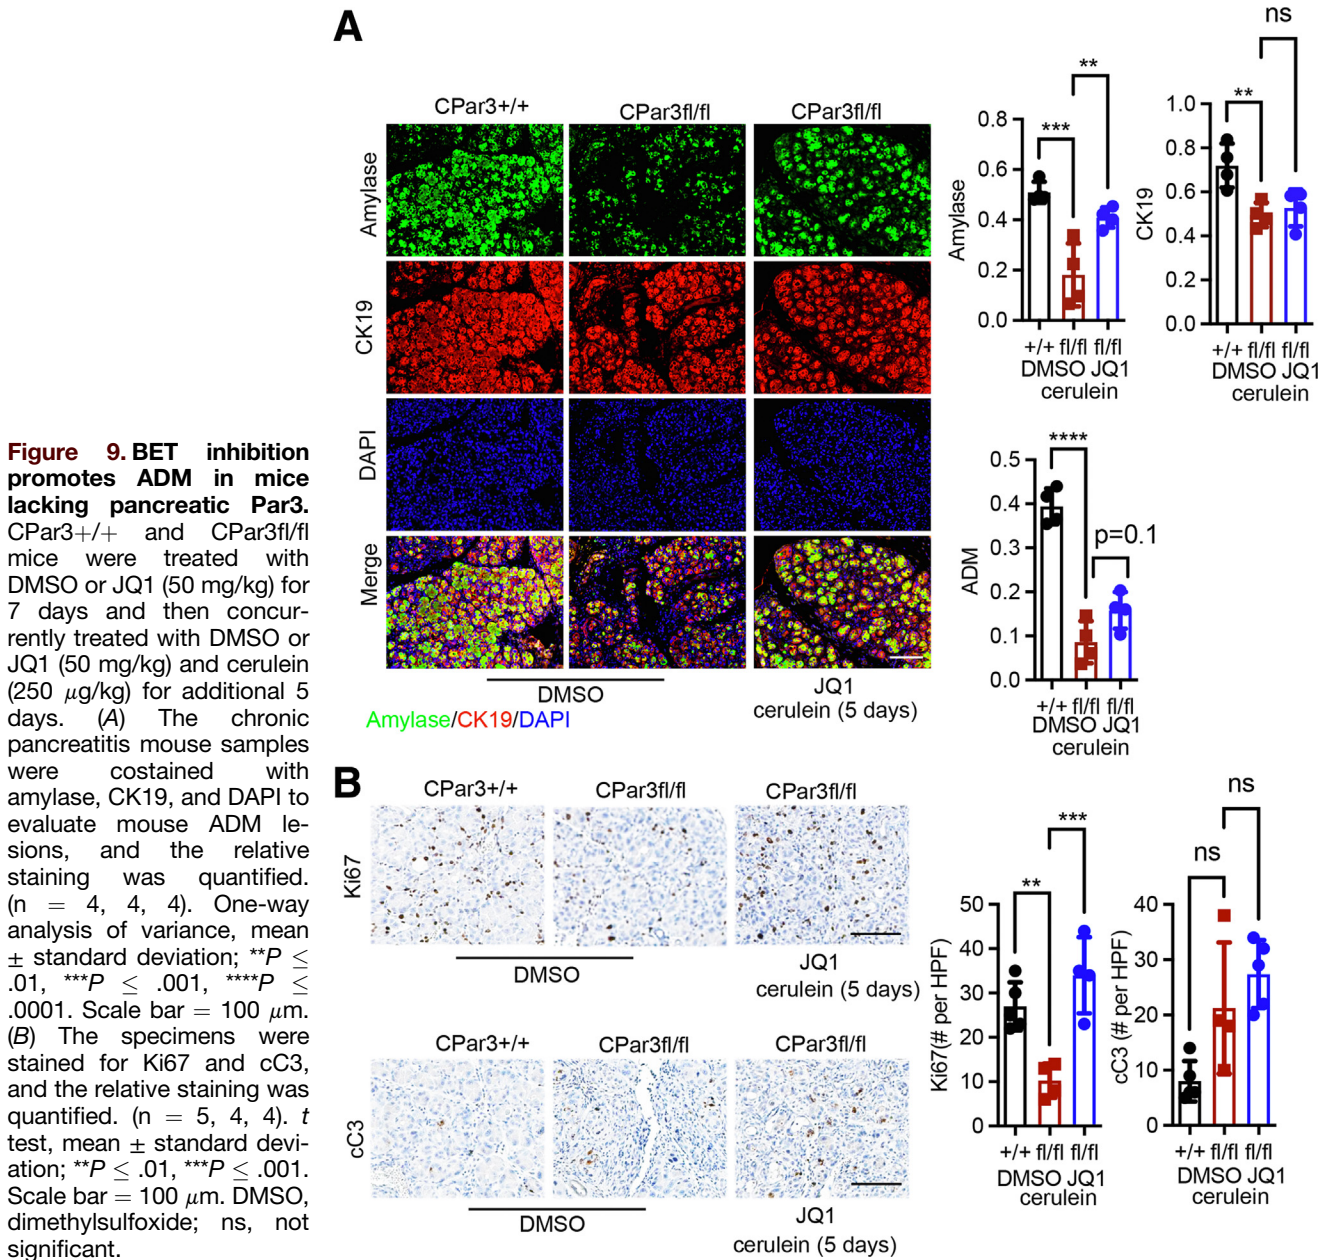 Figure 9. BET inhibition
promotes ADM in mice
lacking pancreatic Par3.
CPar3+/+ and CPar3fl/fl
mice were treated with
DMSO or JQ1 (50 mg/kg) for
7 days and then concur-
rently treated with DMSO or
JQ1 (50 mg/kg) and cerulein
(250 μg/kg) for additional 5
days. (A) The chronic
pancreatitis mouse samples
were costained with
amylase, CK19, and DAPI to
evaluate mouse ADM le-
sions, and the relative
staining was quantified.
(n = 4, 4, 4). One-way
analysis of variance, mean
± standard deviation; **P ≤
.01, ***P ≤ .001, ****P ≤
.0001. Scale bar = 100 μm.
(B) The specimens were
stained for Ki67 and cC3,
and the relative staining was
quantified. (n = 5, 4, 4). t
test, mean ± standard devi-
ation; **P ≤ .01, ***P ≤ .001.
Scale bar = 100 μm. DMSO,
dimethylsulfoxide; ns, not
significant.
A
CPar3+/+ CPar3fl/fl CPar3fl/fl
Amylase
CK19
DAPI
Merge
DMSO
JQ1
cerulein (5 days)
Amylase/CK19/DAPI
**
***
Amylase
0.8
0.6
0.4
0.2
0.0
+/+ fl/fl fl/fl
DMSO JQ1
cerulein
ns
**
CK19
1.0
0.8
0.6
0.4
0.2
0.0
+/+ fl/fl fl/fl
DMSO JQ1
cerulein
****
p=0.1
ADM
0.5
0.4
0.3
0.2
0.1
0.0
+/+ fl/fl fl/fl
DMSO JQ1
cerulein
B
CPar3+/+ CPar3fl/fl CPar3fl/fl
Ki67
DMSO
JQ1
cerulein (5 days)
CPar3+/+ CPar3fl/fl CPar3fl/fl
cC3
DMSO
JQ1
cerulein (5 days)
***
**
Ki67(# per HPF)
50
40
30
20
10
0
+/+ fl/fl fl/fl
DMSO JQ1
cerulein
ns
ns
cC3 (# per HPF)
40
30
20
10
0
+/+ fl/fl fl/fl
DMSO JQ1
cerulein